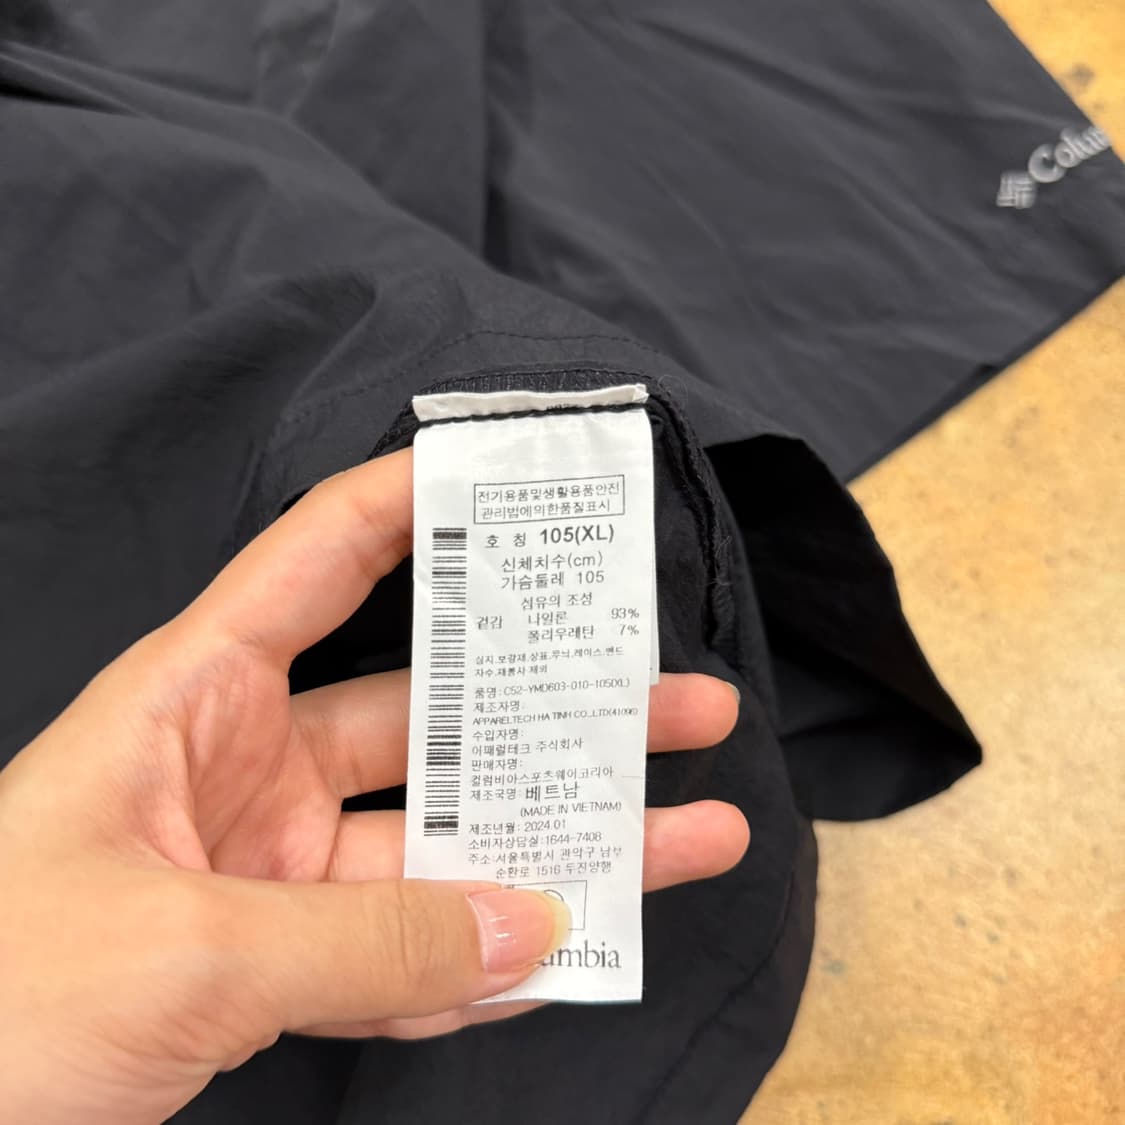 Colum
전기용품및생활용품안전
관리법에의한품질표시
호 칭 105(XL)
신체치수(cm)
가슴둘레 105
섬유의 조성
겉감 나일론 93%
폴리우레탄 7%
심지.보강재.상표.무늬.레이스.밴드
자수.재봉사·제외
품명: C52-YMD603-010-105(XL)
제조자명:
APPARELTECH HA TINH CO.,LTD(41096)
수입자명:
어패럴테크 주식회사
판매자명:
컬럼비아스포츠웨어코리아
제조국명: 베트남
(MADE IN VIETNAM)
제조년월: 2024.01
소비자상담실:1644-7408
주소:서울특별시 관악구 남부
순환로 1516 두진양행
umbia